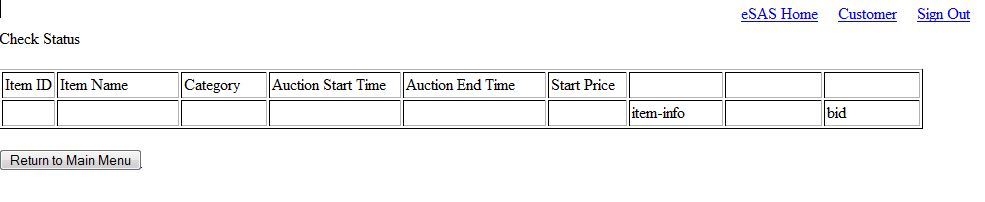 eSAS Home Customer Sign Out
Check Status
Item ID Item Name Category Auction Start Time Auction End Time Start Price
item-info bid
Return to Main Menu